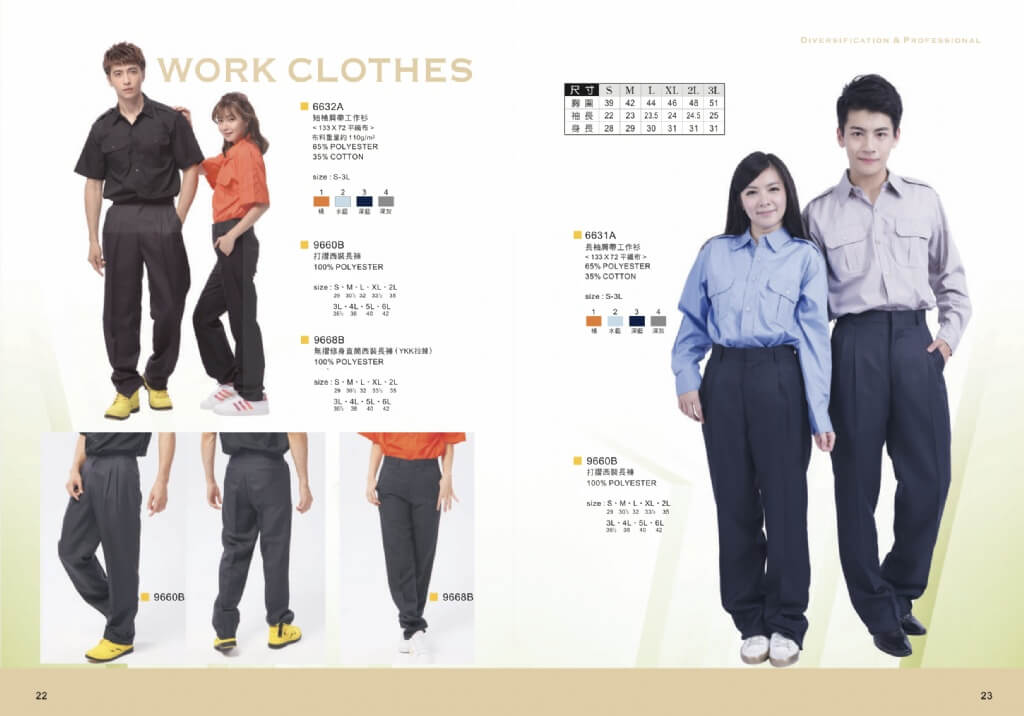 WORK CLOTHES
6632A
短袖肩帶工作衫
< 133 X 72 平織布 >
布料重量約 110g/m²
65% POLYESTER
35% COTTON
size : S-3L
1 2 3 4
橘 水藍 深藍 深灰
9660B
打摺西裝長褲
100% POLYESTER
size : S・M・L・XL・2L
29 30½ 32 33½ 35
3L・4L・5L・6L
36½ 38 40 42
9668B
無摺修身直筒西裝長褲 (YKK拉鍊)
100% POLYESTER
size : S・M・L・XL・2L
29 30½ 32 33½ 35
3L・4L・5L・6L
36½ 38 40 42
9660B
9668B
22
DIVERSIFICATION & PROFESSIONAL
尺寸 S M L XL 2L 3L
胸圍 39 42 44 46 48 51
袖長 22 23 23.5 24 24.5 25
身長 28 29 30 31 31 31
6631A
長袖肩帶工作衫
< 133 X 72 平織布 >
65% POLYESTER
35% COTTON
size : S-3L
1 2 3 4
橘 水藍 深藍 深灰
9660B
打摺西裝長褲
100% POLYESTER
size : S・M・L・XL・2L
29 30½ 32 33½ 35
3L・4L・5L・6L
36½ 38 40 42
23